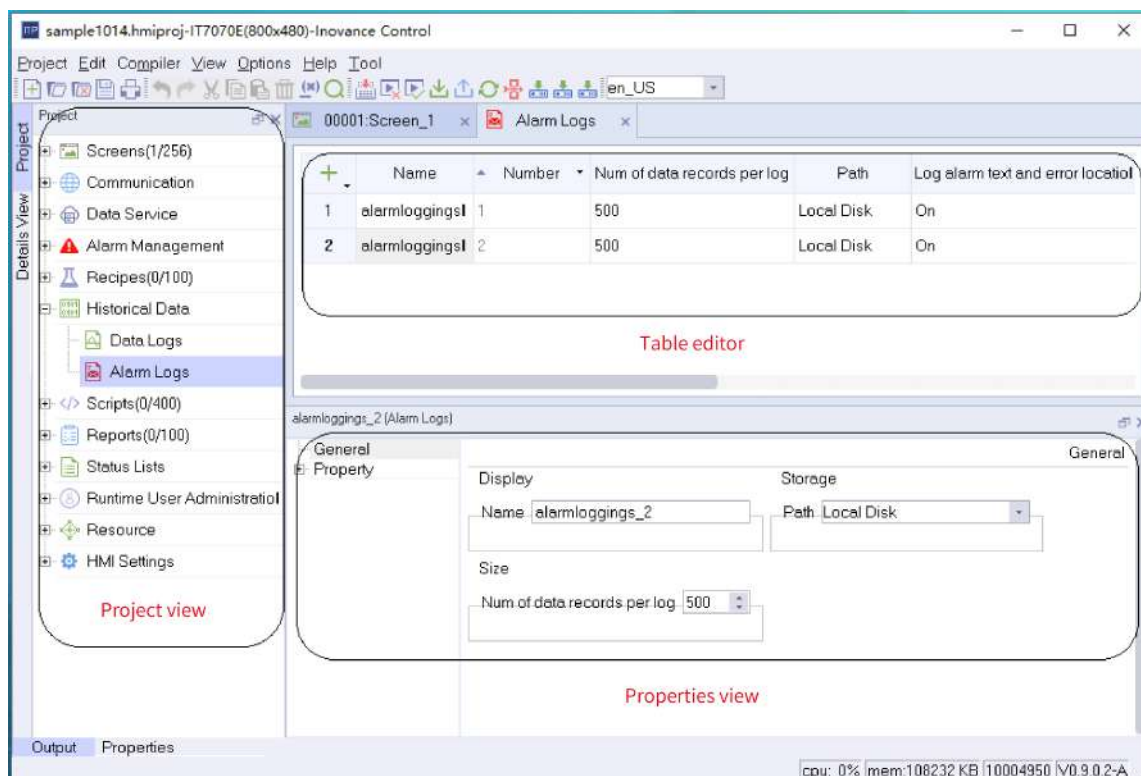 sample1014.hmiproj-IT7070E(800x480)-Inovance Control
Project Edit Compiler View Options Help Tool
en_US
Project
Details View
Project
Screens(1/256)
Communication
Data Service
Alarm Management
Recipes(0/100)
Historical Data
Data Logs
Alarm Logs
Scripts(0/400)
Reports(0/100)
Status Lists
Runtime User Administratio
Resource
HMI Settings
Project view
00001:Screen_1 Alarm Logs
Name Number Num of data records per log Path Log alarm text and error locatio
1 alarmloggings 1 500 Local Disk On
2 alarmloggings 2 500 Local Disk On
Table editor
alarmloggings_2 (Alarm Logs)
General
Property
General
Display Storage
Name alarmloggings_2 Path Local Disk
Size
Num of data records per log 500
Properties view
Output Properties
cpu: 0% mem:108232 KB 10004950 V0.9.0.2-A